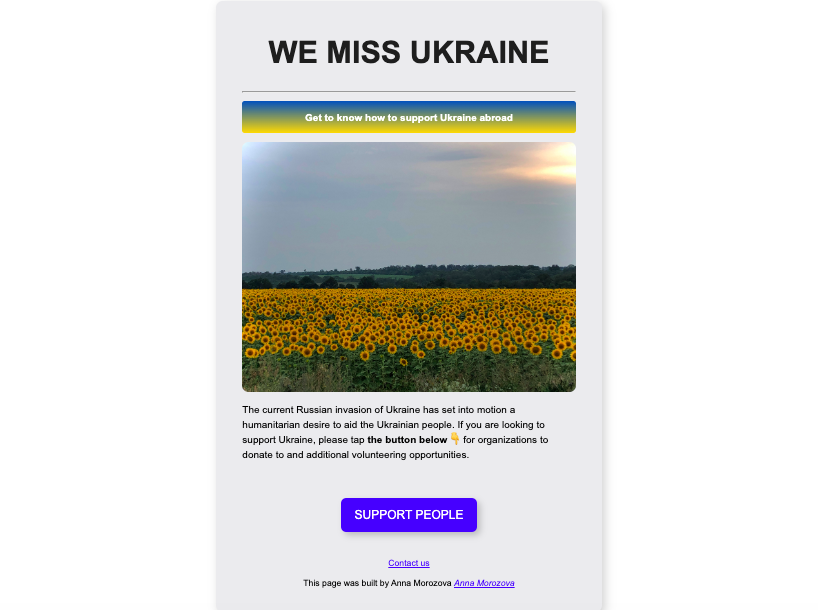 WE MISS UKRAINE
Get to know how to support Ukraine abroad
The current Russian invasion of Ukraine has set into motion a
humanitarian desire to aid the Ukrainian people. If you are looking to
support Ukraine, please tap the button below 👇 for organizations to
donate to and additional volunteering opportunities.
SUPPORT PEOPLE
Contact us
This page was built by Anna Morozova Anna Morozova